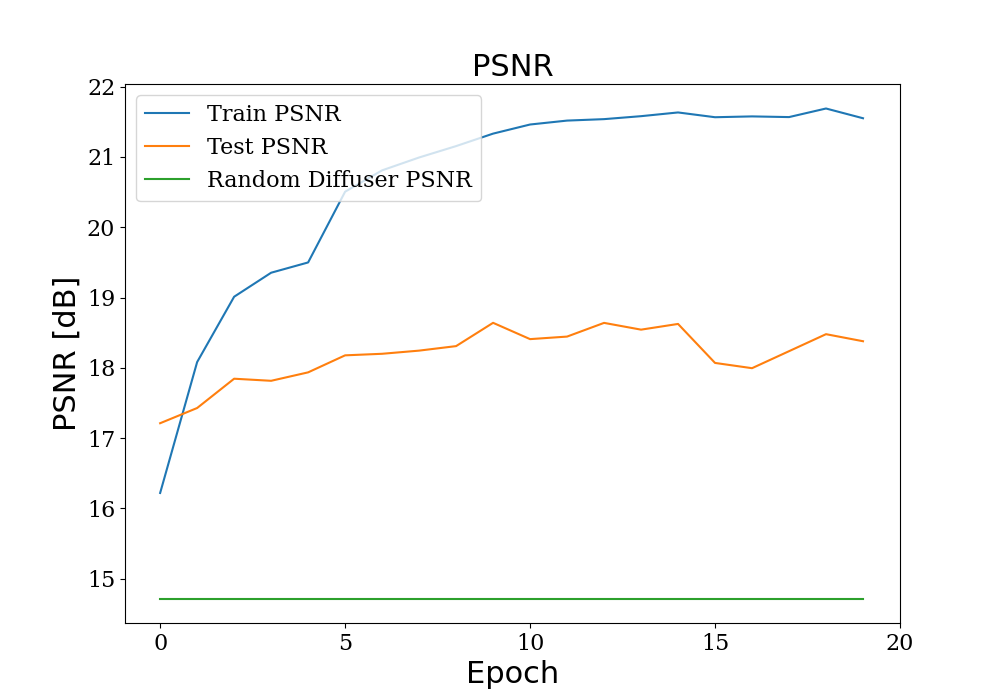 PSNR
Train PSNR
Test PSNR
Random Diffuser PSNR
PSNR [dB]
22
21
20
19
18
17
16
15
0 5 10 15 20
Epoch